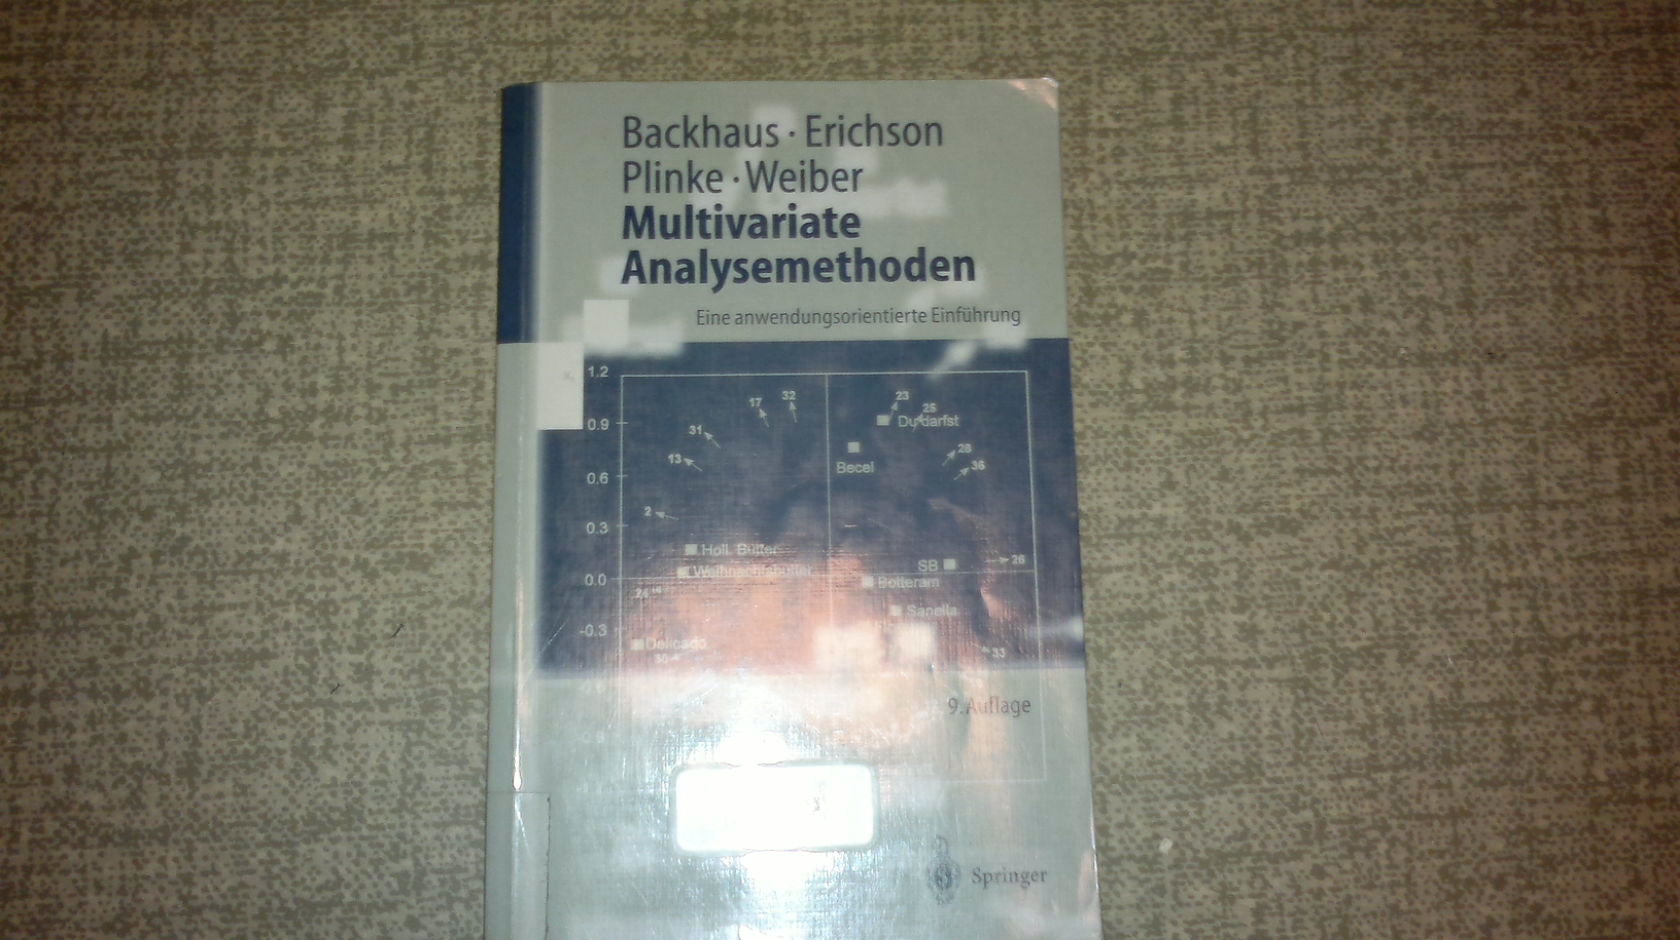 Backhaus · Erichson
Plinke · Weiber
Multivariate
Analysemethoden
Eine anwendungsorientierte Einführung
1.2
0.9
0.6
0.3
0.0
-0.3
17
32
23
25
Du darfst
31
13
Becel
28
36
2
Holl. Butter
Weihnachtsbutter
SB
26
Botteram
24
Sanella
Delicado
30
33
9. Auflage
Springer